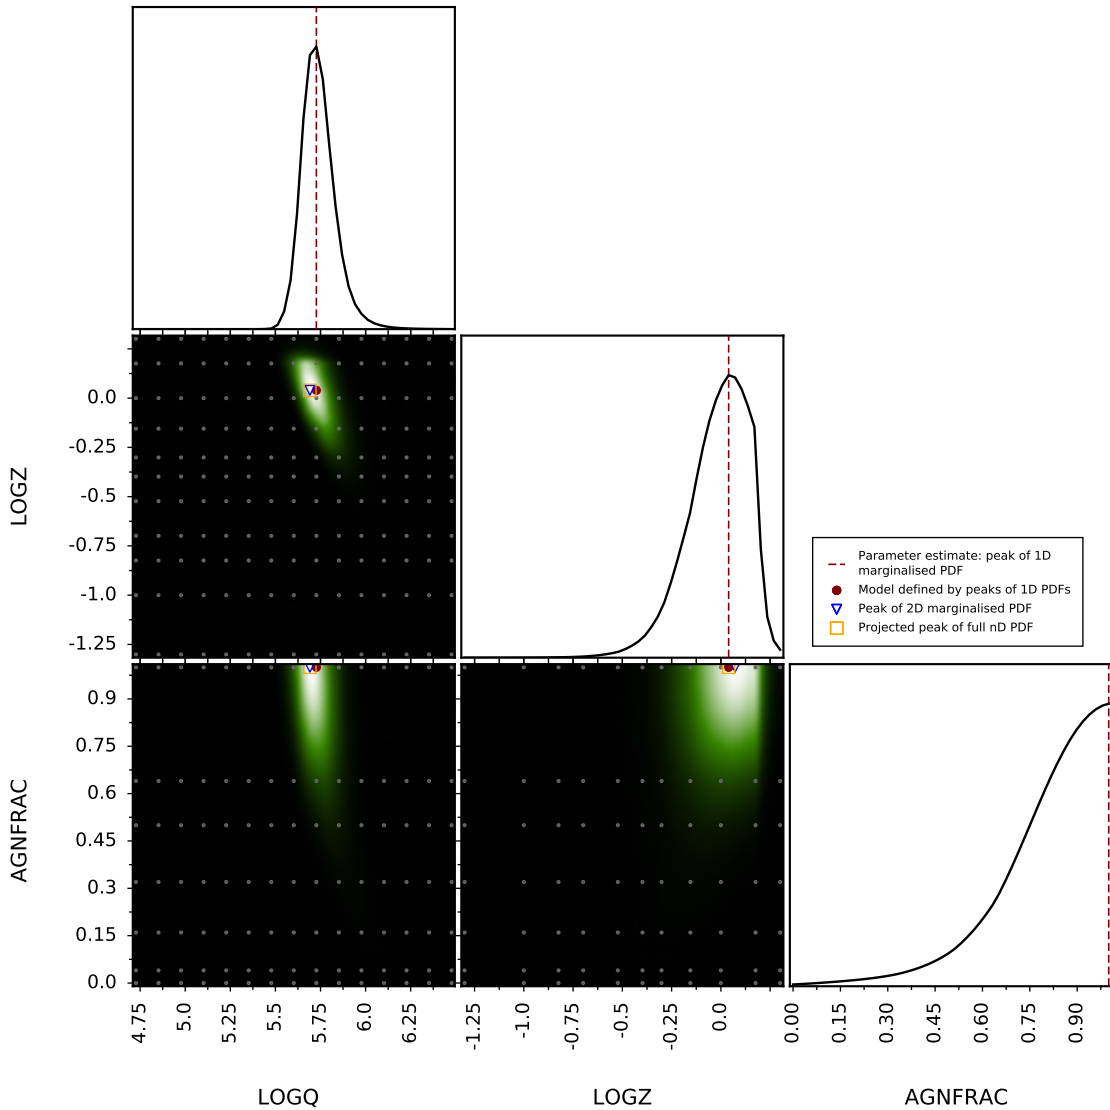 0.0
-0.25
-0.5
-0.75
-1.0
-1.25
LOGZ
Parameter estimate: peak of 1D
marginalised PDF
Model defined by peaks of 1D PDFs
Peak of 2D marginalised PDF
Projected peak of full nD PDF
0.9
0.75
0.6
0.45
0.3
0.15
0.0
AGNFRAC
4.75 5.0 5.25 5.5 5.75 6.0 6.25
-1.25 -1.0 -0.75 -0.5 -0.25 0.0
0.00 0.15 0.30 0.45 0.60 0.75 0.90
LOGQ LOGZ AGNFRAC